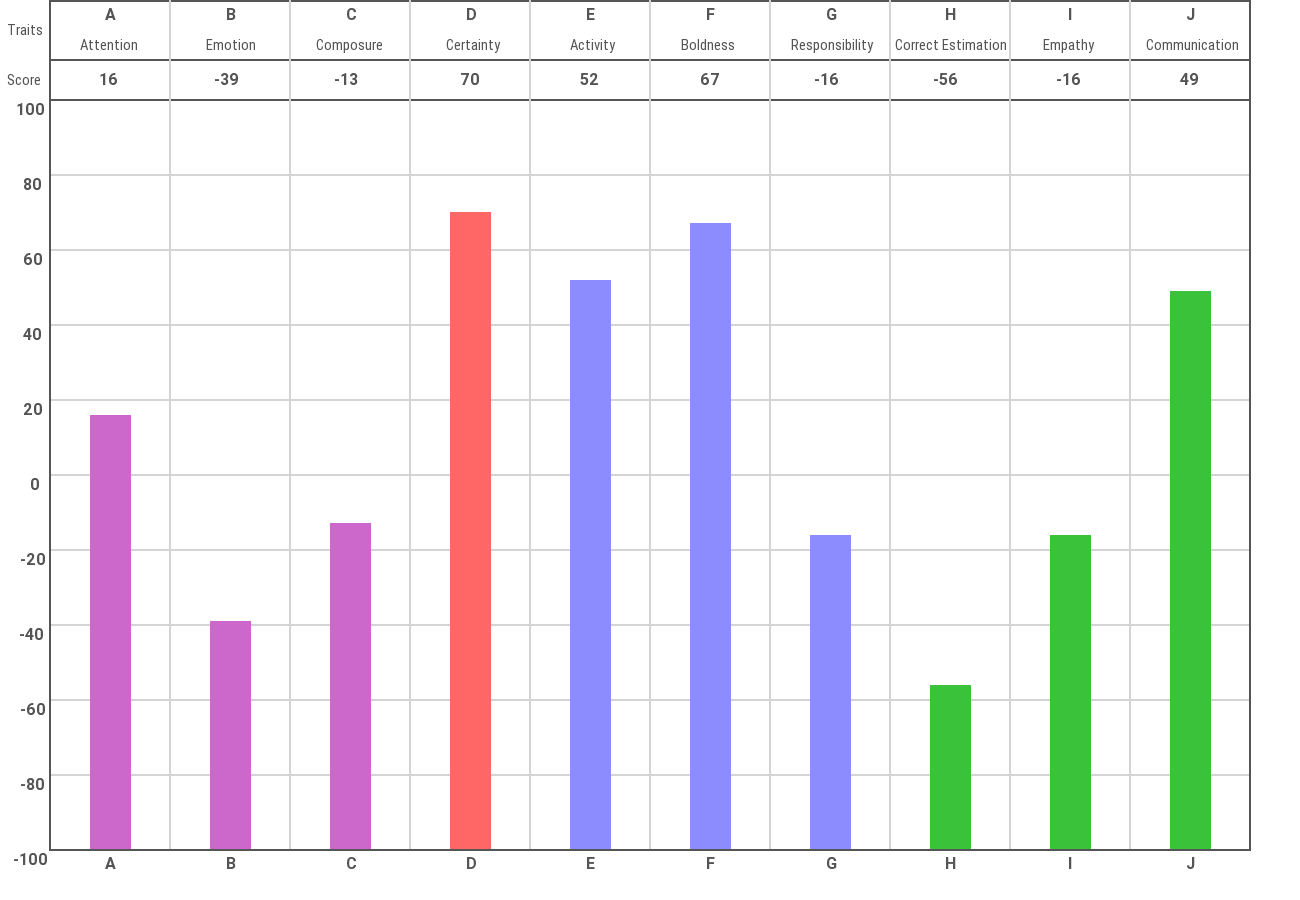 A B C D E F G H I J
Traits
Attention Emotion Composure Certainty Activity Boldness Responsibility Correct Estimation Empathy Communication
Score 16 -39 -13 70 52 67 -16 -56 -16 49
100
80
60
40
20
0
-20
-40
-60
-80
-100
A B C D E F G H I J